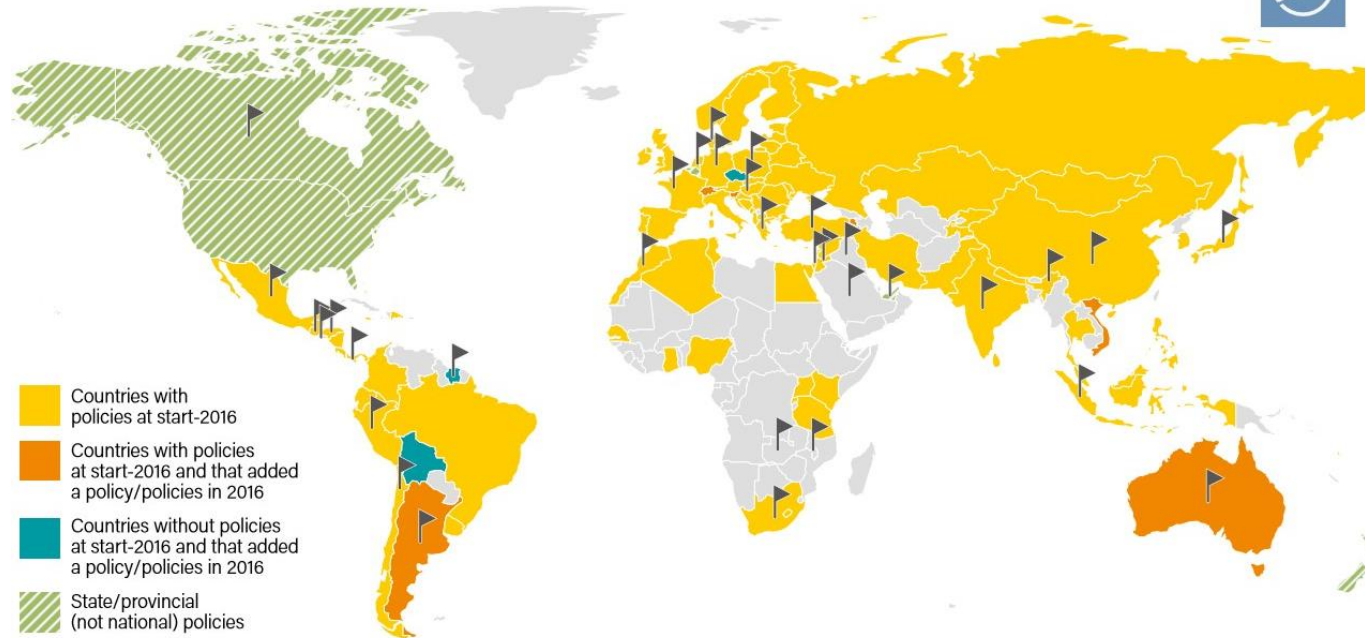 Countries with
policies at start-2016
Countries with policies
at start-2016 and that added
a policy/policies in 2016
Countries without policies
at start-2016 and that added
a policy/policies in 2016
State/provincial
(not national) policies